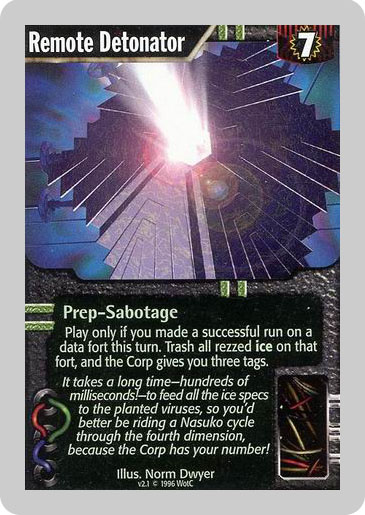 Remote Detonator
7
Prep-Sabotage
Play only if you made a successful run on a
data fort this turn. Trash all rezzed ice on that
fort, and the Corp gives you three tags.
It takes a long time—hundreds of
milliseconds!—to feed all the ice specs
to the planted viruses, so you'd
better be riding a Nasuko cycle
through the fourth dimension,
because the Corp has your number!
Illus. Norm Dwyer
v2.1 © 1996 WotC